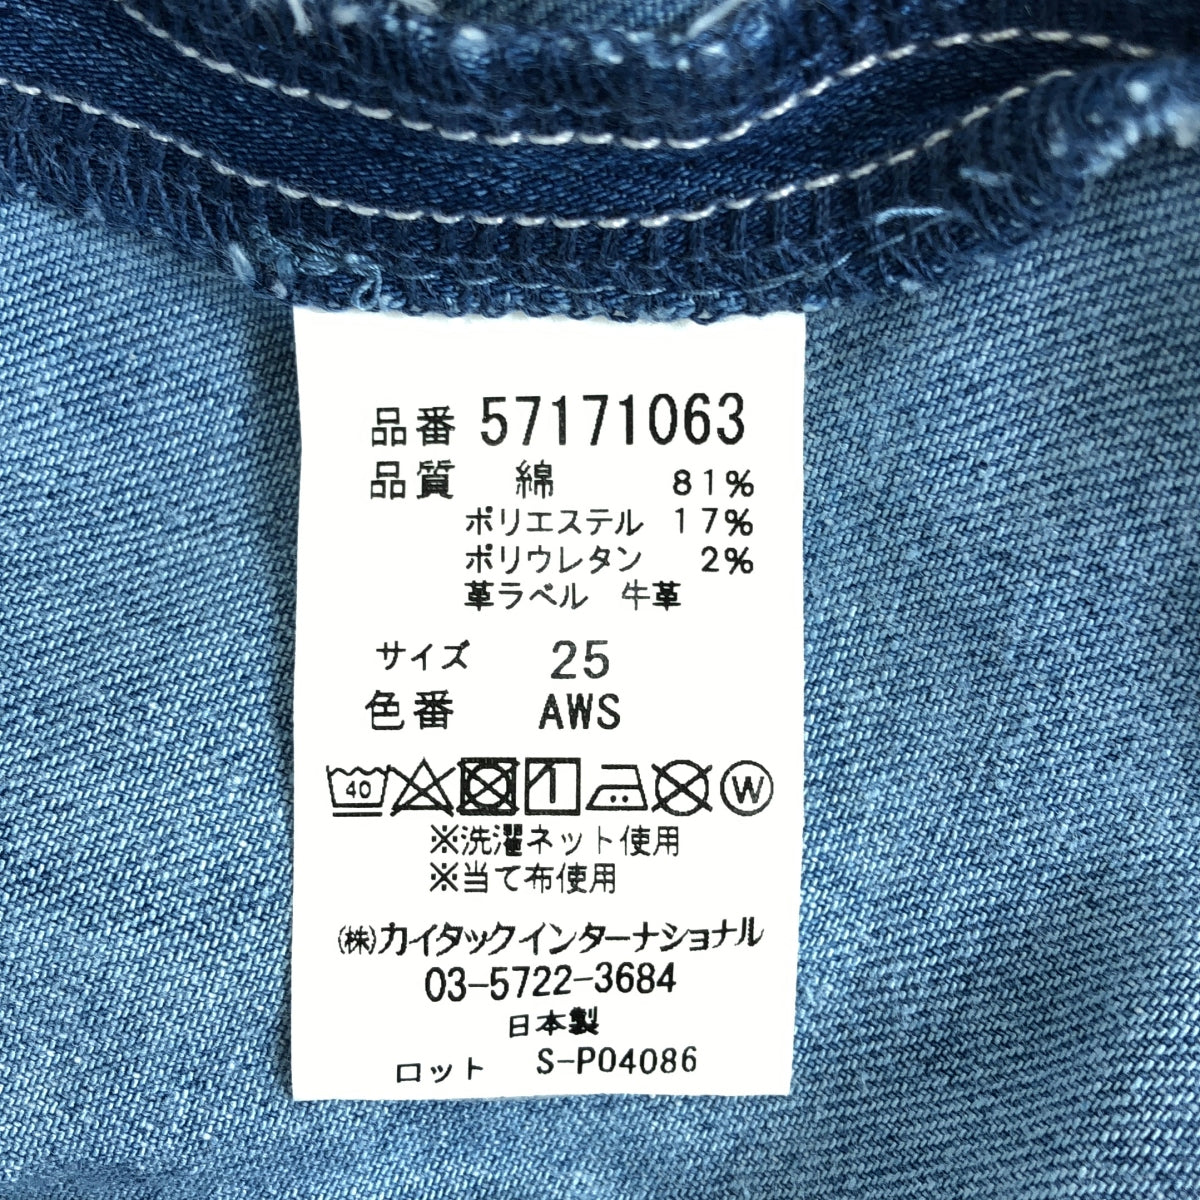 品番 57171063
品質 綿 81%
ポリエステル 17%
ポリウレタン 2%
革ラベル 牛革
サイズ 25
色番 AWS
40 W
※洗濯ネット使用
※当て布使用
(株)カイタックインターナショナル
03-5722-3684
日本製
ロット S-P04086